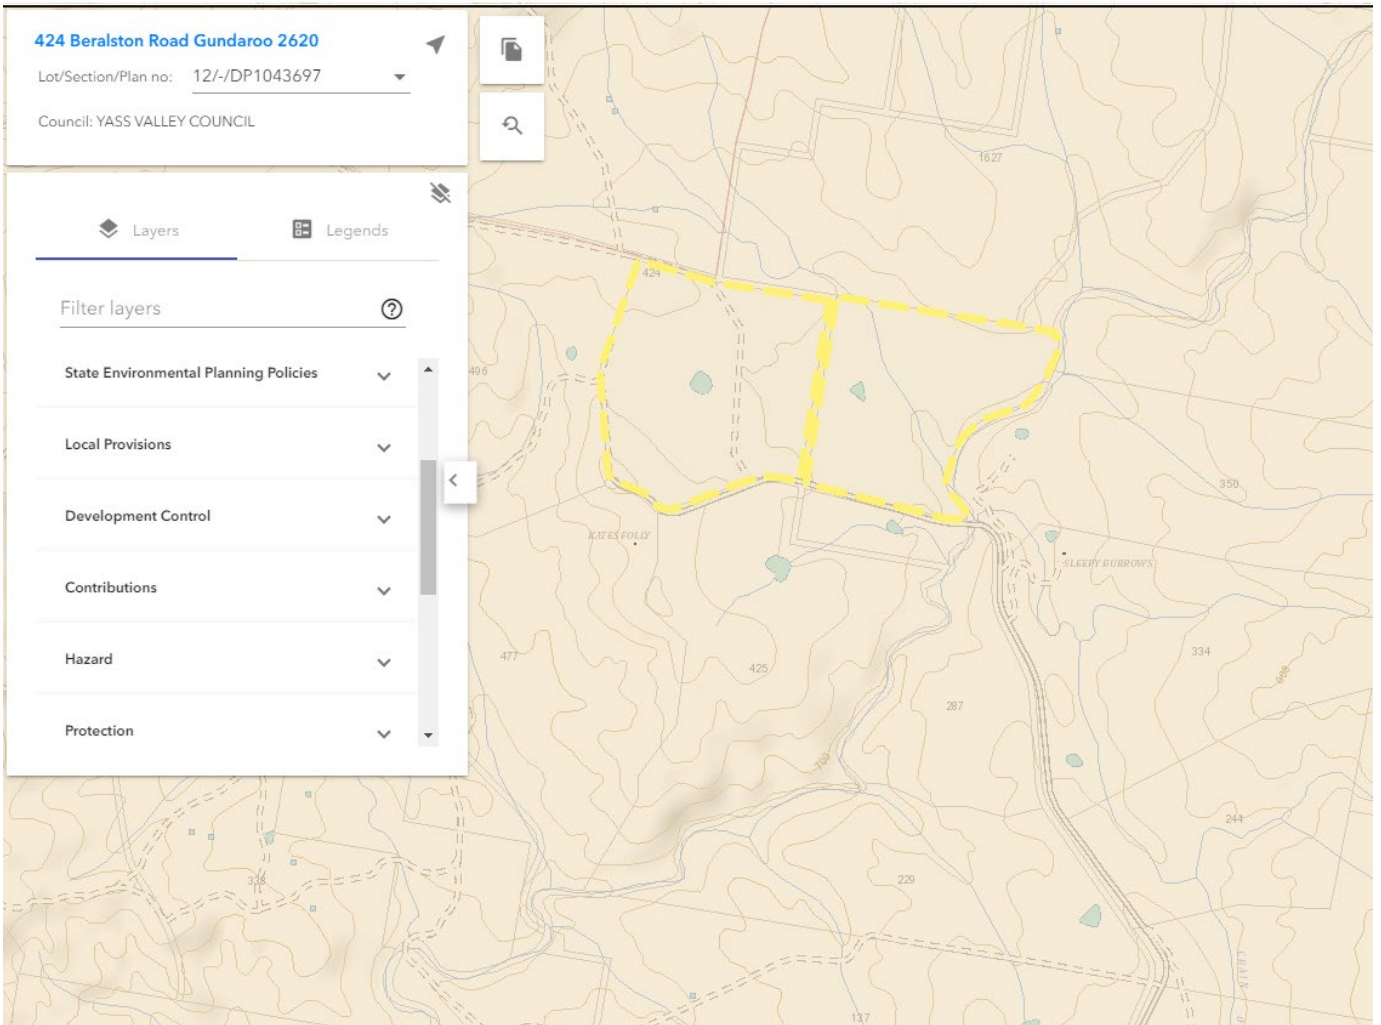 424 Beralston Road Gundaroo 2620
Lot/Section/Plan no: 12/-/DP1043697
Council: YASS VALLEY COUNCIL
Layers
Legends
Filter layers
State Environmental Planning Policies
Local Provisions
Development Control
Contributions
Hazard
Protection
1627
424
496
350
KATES FOLLY
SLEEPY BURROWS
477
425
334
287
700
244
338
229
137
CHAIN O